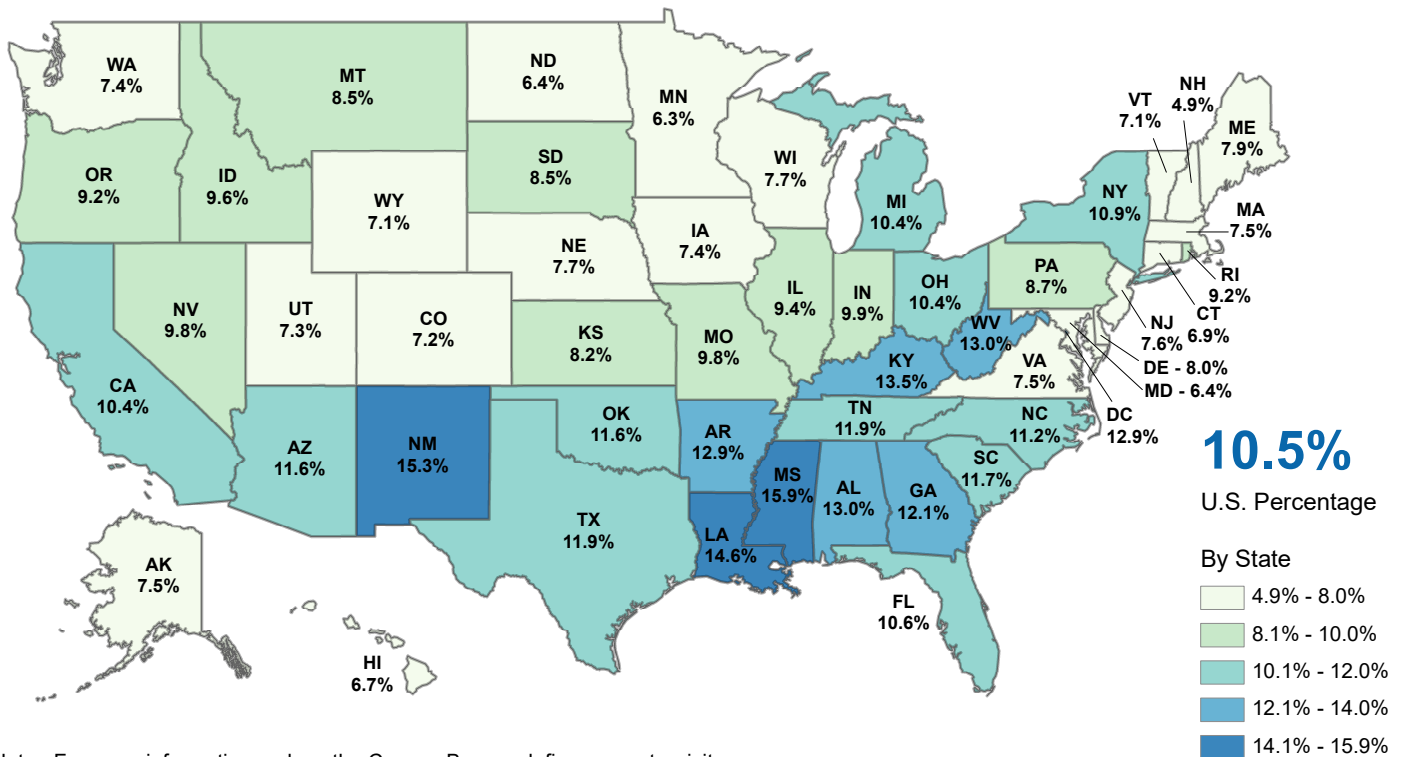 WA
7.4%
MT
8.5%
ND
6.4%
MN
6.3%
VT
7.1%
NH
4.9%
ME
7.9%
OR
9.2%
ID
9.6%
SD
8.5%
WI
7.7%
WY
7.1%
MI
10.4%
NY
10.9%
MA
7.5%
IA
7.4%
NE
7.7%
PA
8.7%
RI
9.2%
CT
6.9%
NJ
7.6%
NV
9.8%
UT
7.3%
CO
7.2%
KS
8.2%
MO
9.8%
IL
9.4%
IN
9.9%
OH
10.4%
WV
13.0%
VA
7.5%
DE - 8.0%
MD - 6.4%
DC
12.9%
KY
13.5%
CA
10.4%
AZ
11.6%
NM
15.3%
OK
11.6%
AR
12.9%
TN
11.9%
NC
11.2%
SC
11.7%
MS
15.9%
AL
13.0%
GA
12.1%
TX
11.9%
LA
14.6%
FL
10.6%
AK
7.5%
HI
6.7%
10.5%
U.S. Percentage
By State
4.9% - 8.0%
8.1% - 10.0%
10.1% - 12.0%
12.1% - 14.0%
14.1% - 15.9%